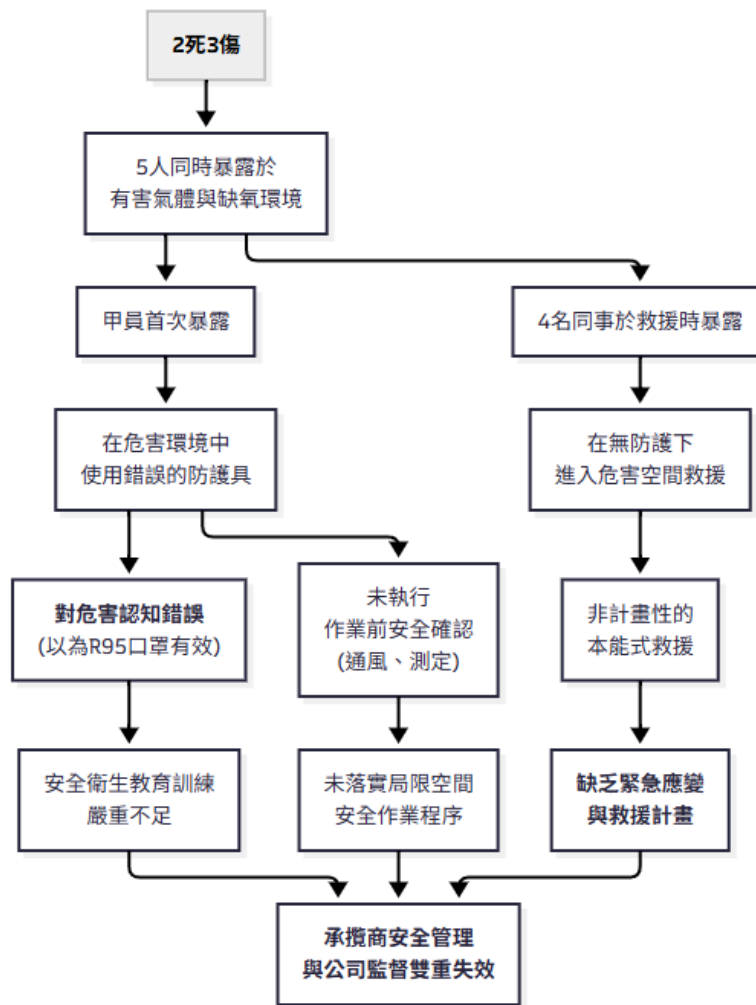 2死3傷
5人同時暴露於
有害氣體與缺氧環境
甲員首次暴露
4名同事於救援時暴露
在危害環境中
使用錯誤的防護具
在無防護下
進入危害空間救援
對危害認知錯誤
(以為R95口罩有效)
未執行
作業前安全確認
(通風、測定)
非計畫性的
本能式救援
安全衛生教育訓練
嚴重不足
未落實局限空間
安全作業程序
缺乏緊急應變
與救援計畫
承攬商安全管理
與公司監督雙重失效